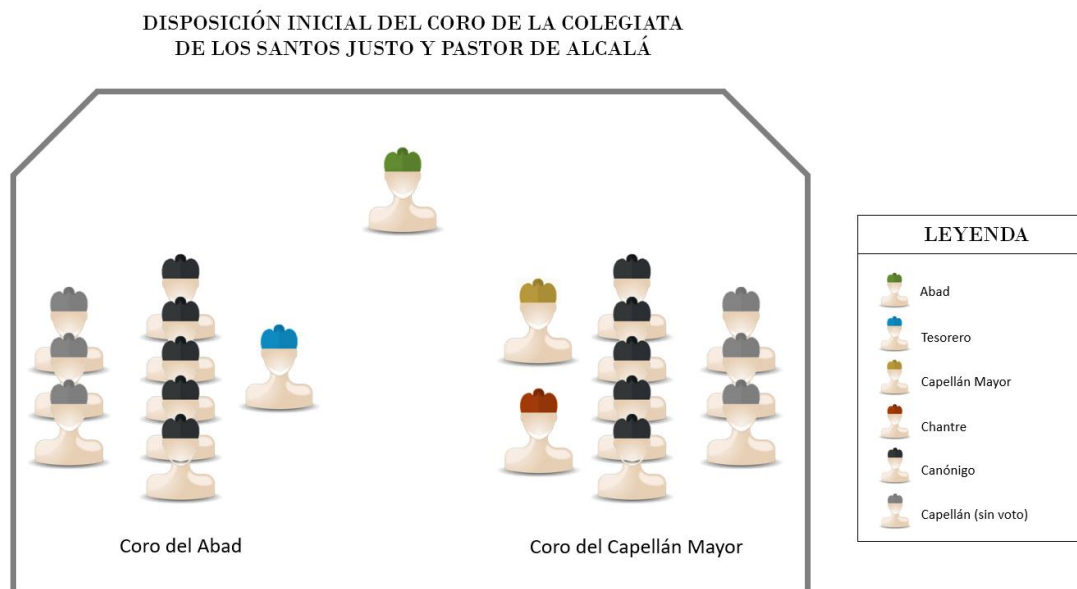 DISPOSICIÓN INICIAL DEL CORO DE LA COLEGIATA
DE LOS SANTOS JUSTO Y PASTOR DE ALCALÁ
Coro del Abad
Coro del Capellán Mayor
LEYENDA
Abad
Tesorero
Capellán Mayor
Chantre
Canónigo
Capellán (sin voto)